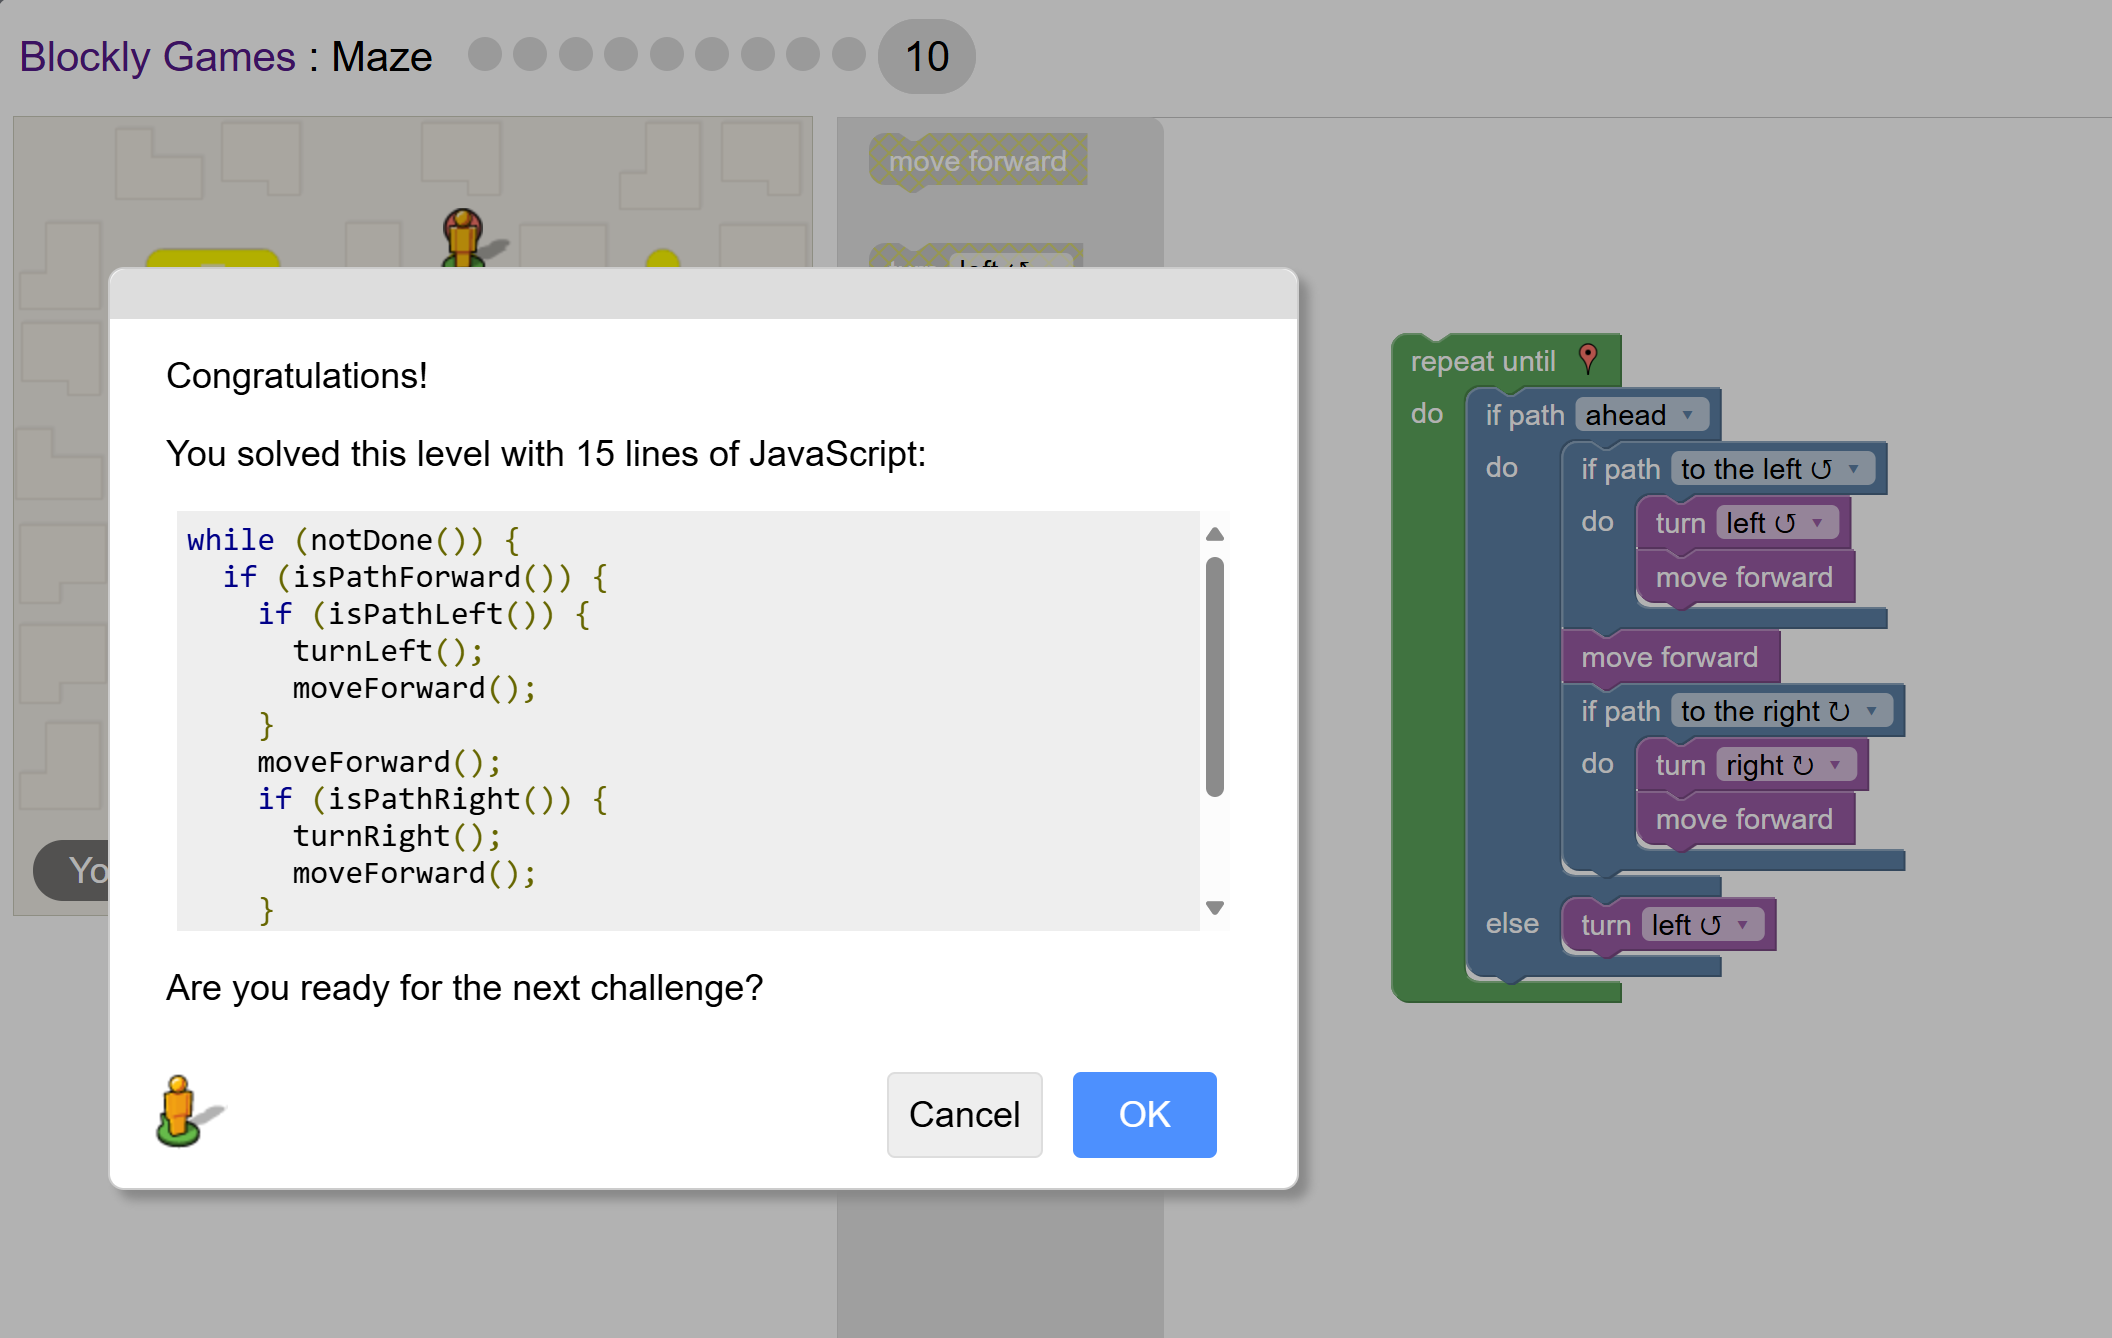 Blockly Games : Maze 10
move forward
turn left ↺
Congratulations!
You solved this level with 15 lines of JavaScript:
while (notDone()) {
  if (isPathForward()) {
    if (isPathLeft()) {
      turnLeft();
      moveForward();
    }
    moveForward();
    if (isPathRight()) {
      turnRight();
      moveForward();
    }
Are you ready for the next challenge?
Cancel
OK
repeat until
do if path ahead
do if path to the left ↺
do turn left ↺
move forward
move forward
if path to the right ↻
do turn right ↻
move forward
else turn left ↺